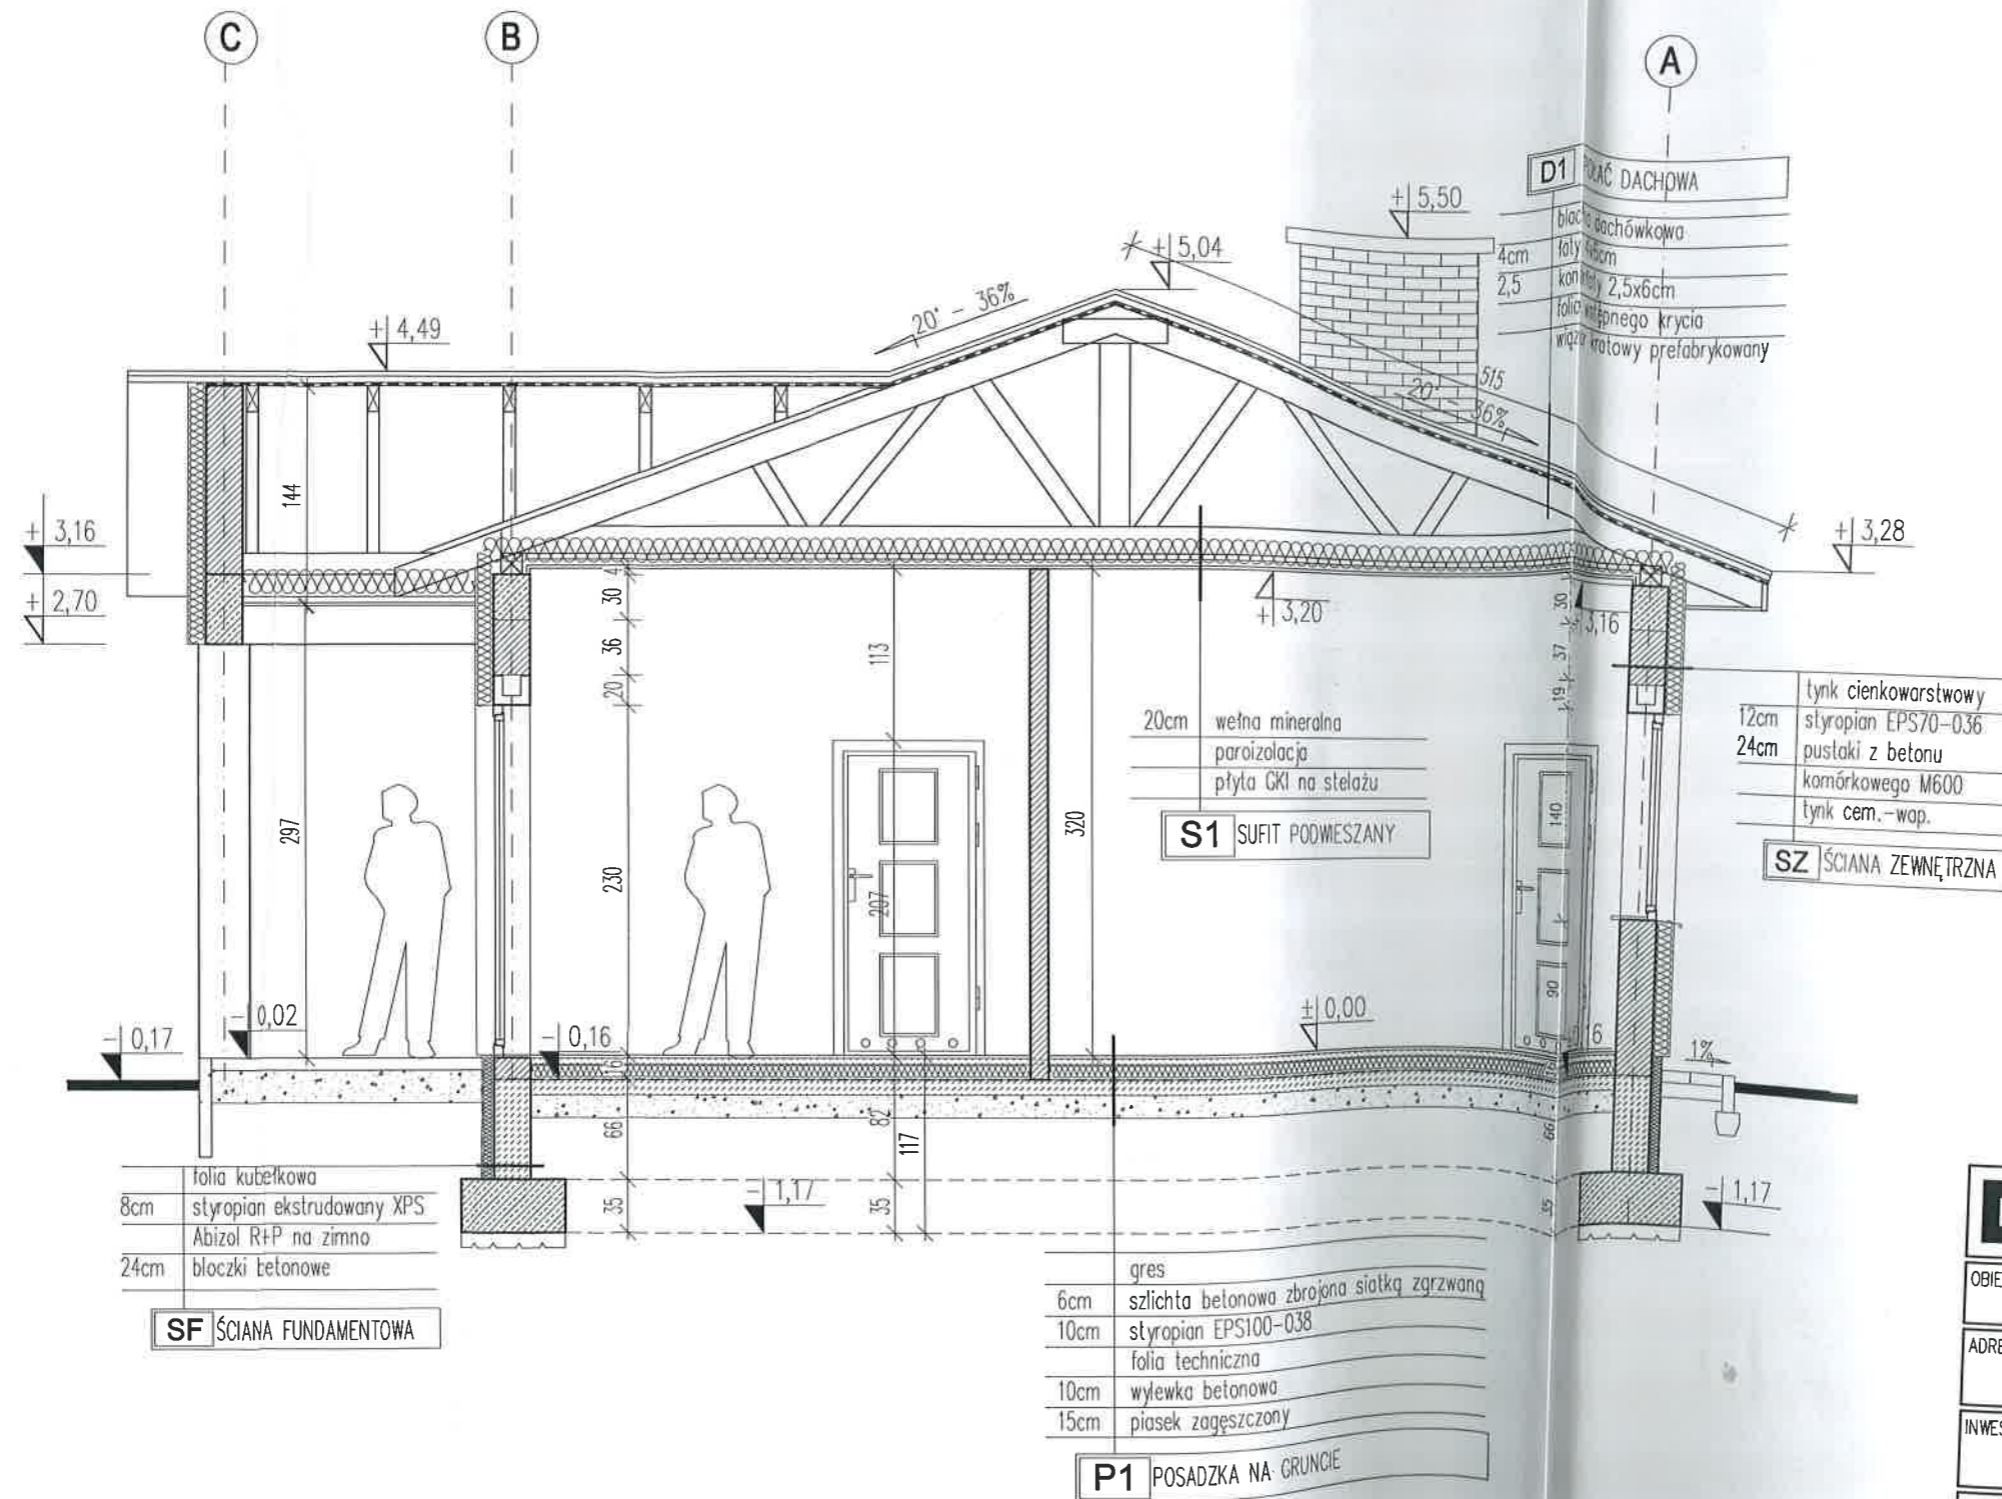 C
B
A
D1 POŁAĆ DACHOWA
blacha dachówkowa
4cm łaty 4x6cm
2,5 kontrłaty 2,5x6cm
folia wstępnego krycia
wiązar kratowy prefabrykowany
+ 5,50
+ 5,04
+ 4,49
20° - 36%
515
20° - 36%
144
+ 3,16
+ 2,70
+ 3,28
4
30
36
20
230
16
66
35
113
207
82
35
117
320
+ 3,20
3,16
30
37
19
140
90
16
66
35
297
20cm wełna mineralna
paroizolacja
płyta GKI na stelażu
S1 SUFIT PODWIESZANY
tynk cienkowarstwowy
12cm styropian EPS70-036
24cm pustaki z betonu
komórkowego M600
tynk cem.-wap.
SZ ŚCIANA ZEWNĘTRZNA
- 0,17
- 0,02
- 0,16
± 0,00
1%
- 1,17
- 1,17
folia kubełkowa
8cm styropian ekstrudowany XPS
Abizol R+P na zimno
24cm bloczki betonowe
SF ŚCIANA FUNDAMENTOWA
gres
6cm szlichta betonowa zbrojona siatką zgrzwaną
10cm styropian EPS100-038
folia techniczna
10cm wylewka betonowa
15cm piasek zagęszczony
P1 POSADZKA NA GRUNCIE
OBIE
ADRE
INWES